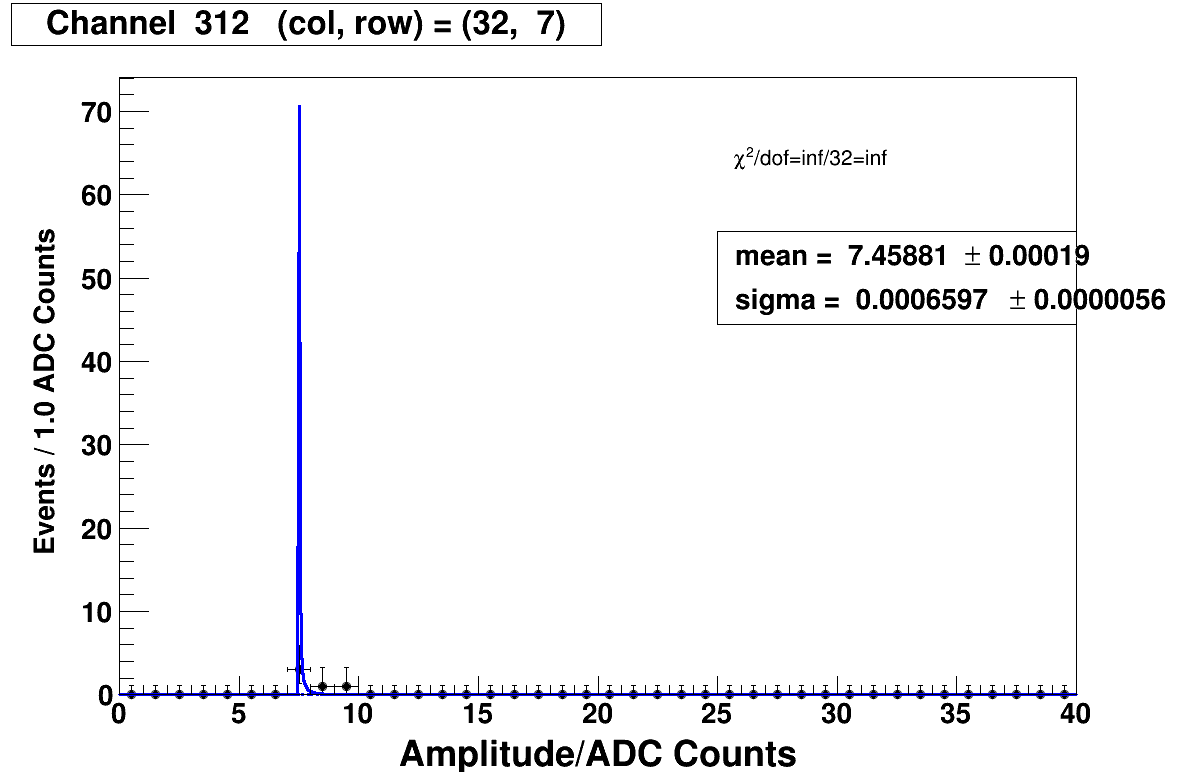 Channel 312 (col, row) = (32, 7)
χ²/dof=inf/32=inf
mean = 7.45881 ± 0.00019
sigma = 0.0006597 ± 0.0000056
Events / 1.0 ADC Counts
70
60
50
40
30
20
10
0
0 5 10 15 20 25 30 35 40
Amplitude/ADC Counts